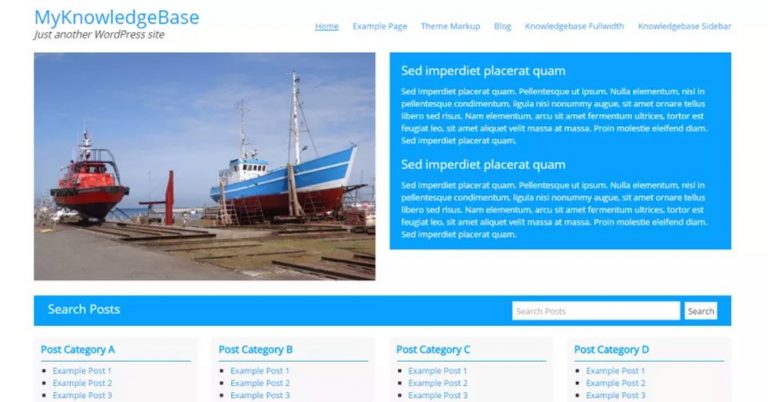 MyKnowledgeBase
Just another WordPress site
Home Example Page Theme Markup Blog Knowledgebase Fullwidth Knowledgebase Sidebar
Sed imperdiet placerat quam
Sed imperdiet placerat quam. Pellentesque ut ipsum. Nulla elementum, nisl in
pellentesque condimentum, ligula nisi nonummy augue, sit amet ornare tellus
libero sed risus. Nam elementum, arcu sit amet fermentum ultrices, tortor est
feugiat leo, sit amet aliquet velit massa at massa. Proin molestie eleifend diam.
Sed imperdiet placerat quam.
Sed imperdiet placerat quam
Sed imperdiet placerat quam. Pellentesque ut ipsum. Nulla elementum, nisl in
pellentesque condimentum, ligula nisi nonummy augue, sit amet ornare tellus
libero sed risus. Nam elementum, arcu sit amet fermentum ultrices, tortor est
feugiat leo, sit amet aliquet velit massa at massa. Proin molestie eleifend diam.
Sed imperdiet placerat quam.
Search Posts
Search Posts
Search
Post Category A
Example Post 1
Example Post 2
Example Post 3
Post Category B
Example Post 1
Example Post 2
Example Post 3
Post Category C
Example Post 1
Example Post 2
Example Post 3
Post Category D
Example Post 1
Example Post 2
Example Post 3